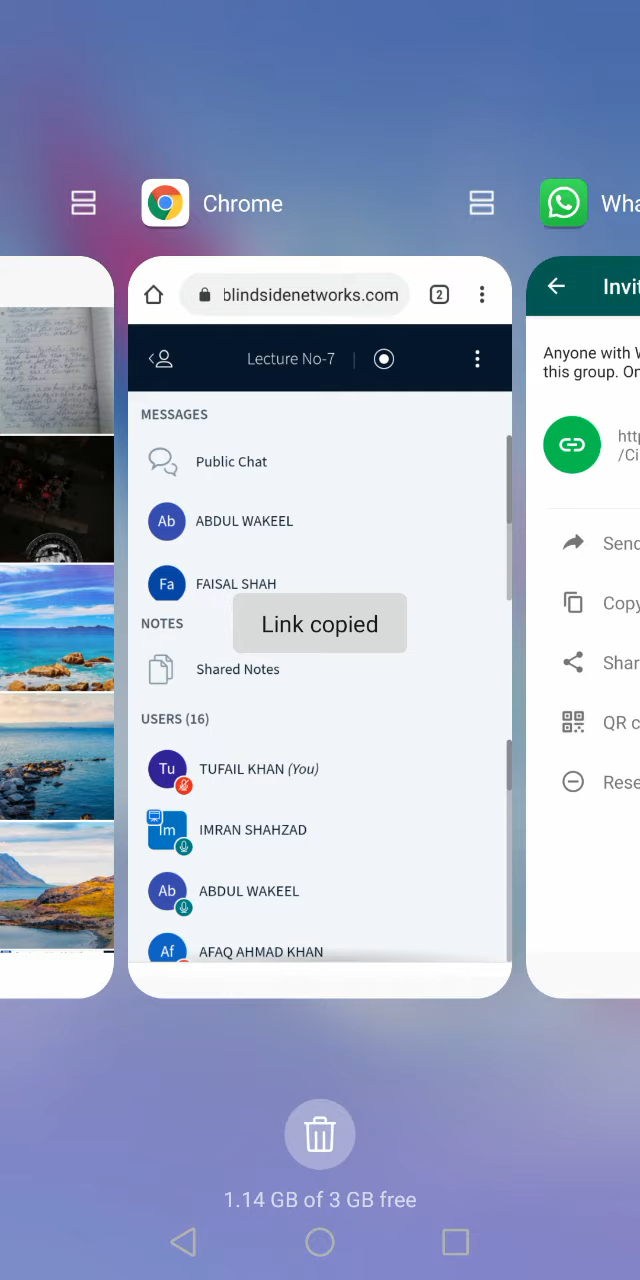 Chrome
Wha
blindsidenetworks.com
2
Invit
Lecture No-7
Anyone with W
this group. On
MESSAGES
Public Chat
Ab
ABDUL WAKEEL
Fa
FAISAL SHAH
http
/Ci
Send
Link copied
NOTES
Copy
Shared Notes
Shar
USERS (16)
QR c
Tu
TUFAIL KHAN (You)
Rese
Im
IMRAN SHAHZAD
Ab
ABDUL WAKEEL
Af
AFAQ AHMAD KHAN
1.14 GB of 3 GB free